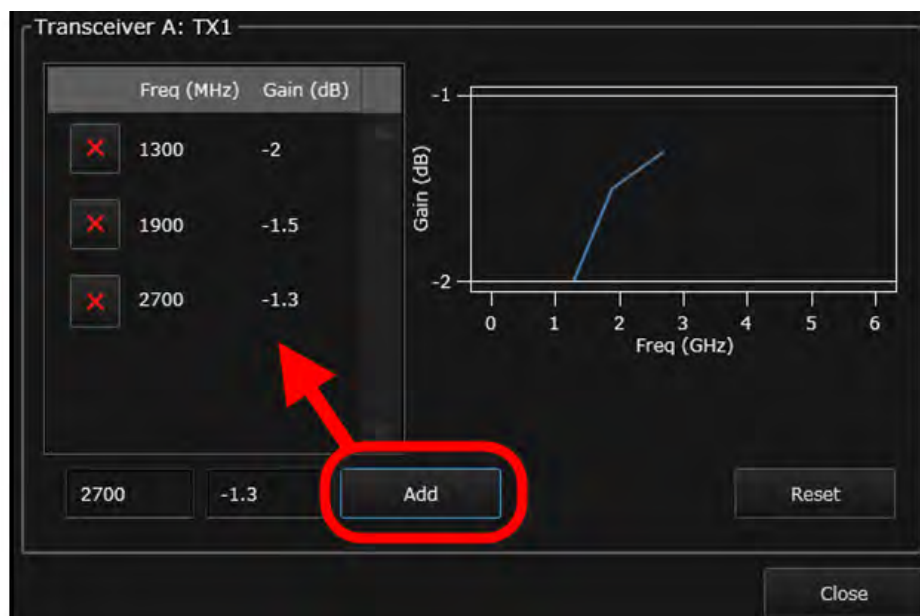 Transceiver A: TX1
Freq (MHz) Gain (dB)
1300 -2
1900 -1.5
2700 -1.3
2700 -1.3 Add
-1
Gain (dB)
-2
0 1 2 3 4 5 6
Freq (GHz)
Reset
Close